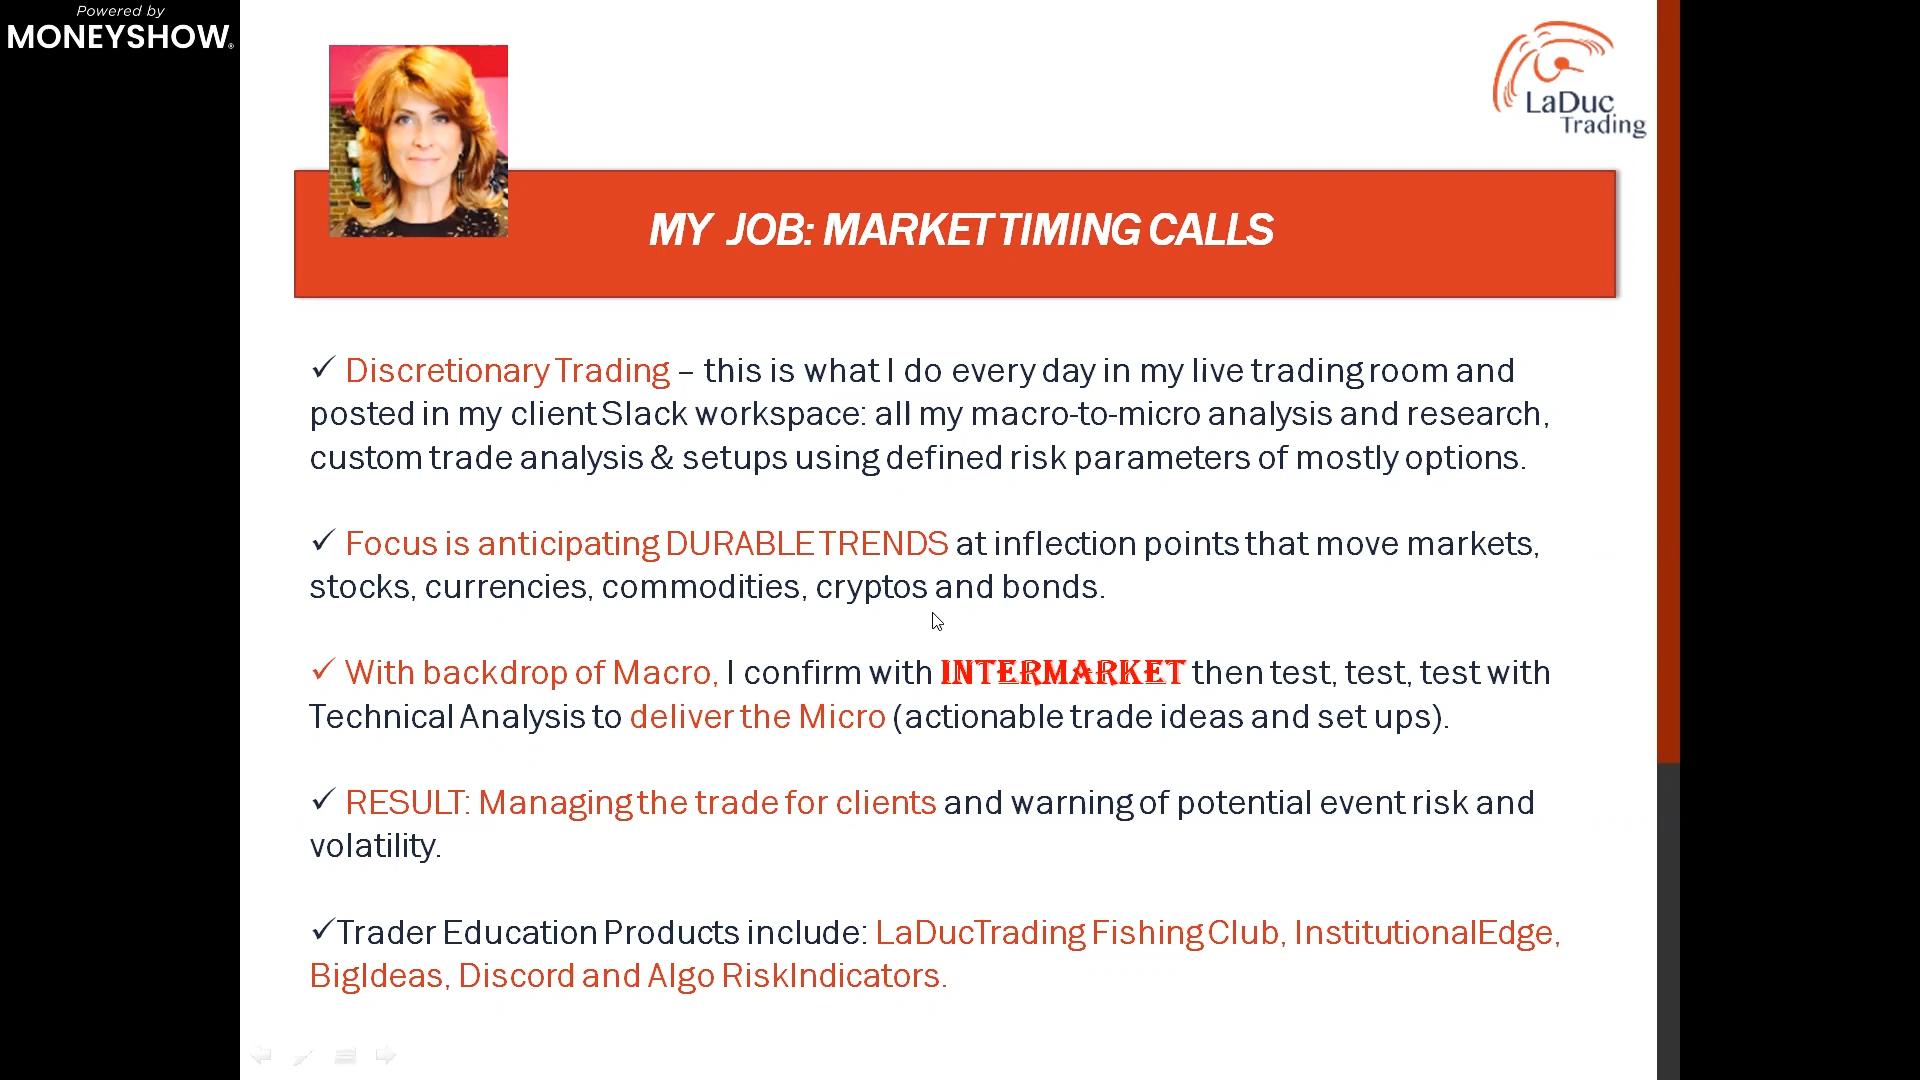 Powered by
MONEYSHOW®
LaDuc
Trading
MY JOB: MARKET TIMING CALLS
✓ Discretionary Trading – this is what I do every day in my live trading room and
posted in my client Slack workspace: all my macro-to-micro analysis and research,
custom trade analysis & setups using defined risk parameters of mostly options.
✓ Focus is anticipating DURABLE TRENDS at inflection points that move markets,
stocks, currencies, commodities, cryptos and bonds.
✓ With backdrop of Macro, I confirm with INTERMARKET then test, test, test with
Technical Analysis to deliver the Micro (actionable trade ideas and set ups).
✓ RESULT: Managing the trade for clients and warning of potential event risk and
volatility.
✓Trader Education Products include: LaDucTrading Fishing Club, InstitutionalEdge,
BigIdeas, Discord and Algo RiskIndicators.